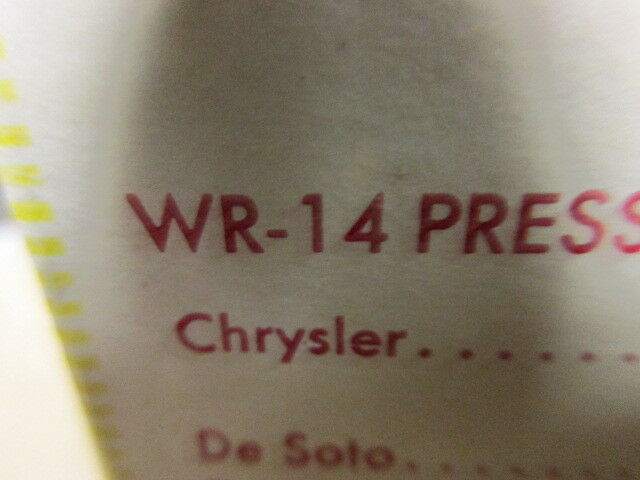 WR-14 PRESS
Chrysler......
De Soto.......